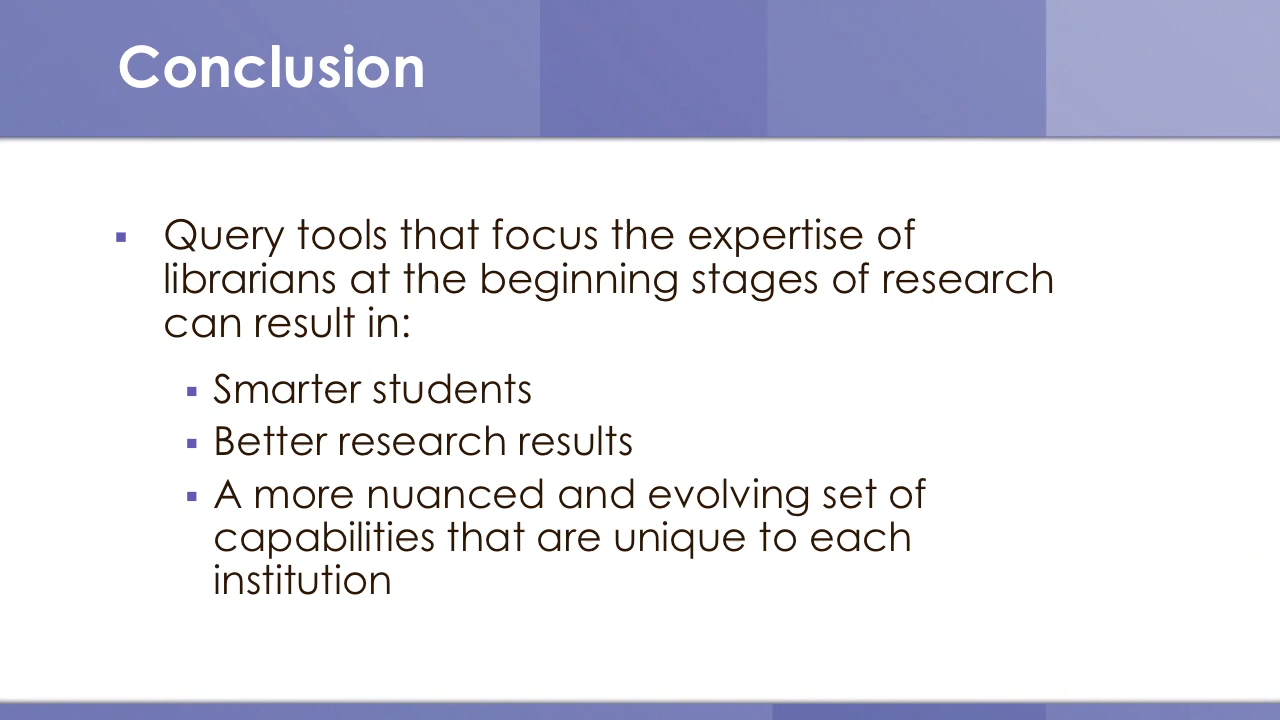 Conclusion
Query tools that focus the expertise of
librarians at the beginning stages of research
can result in:
Smarter students
Better research results
A more nuanced and evolving set of
capabilities that are unique to each
institution